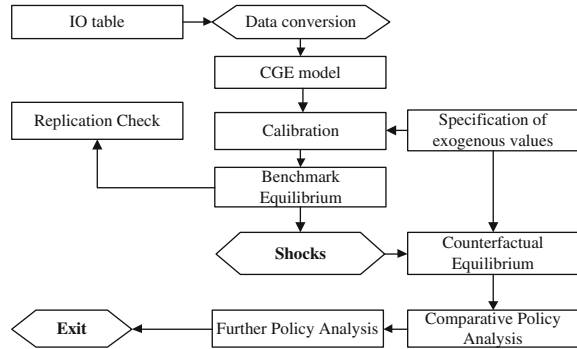 IO table
Data conversion
CGE model
Replication Check
Calibration
Specification of
exogenous values
Benchmark
Equilibrium
Shocks
Counterfactual
Equilibrium
Exit
Further Policy Analysis
Comparative Policy
Analysis